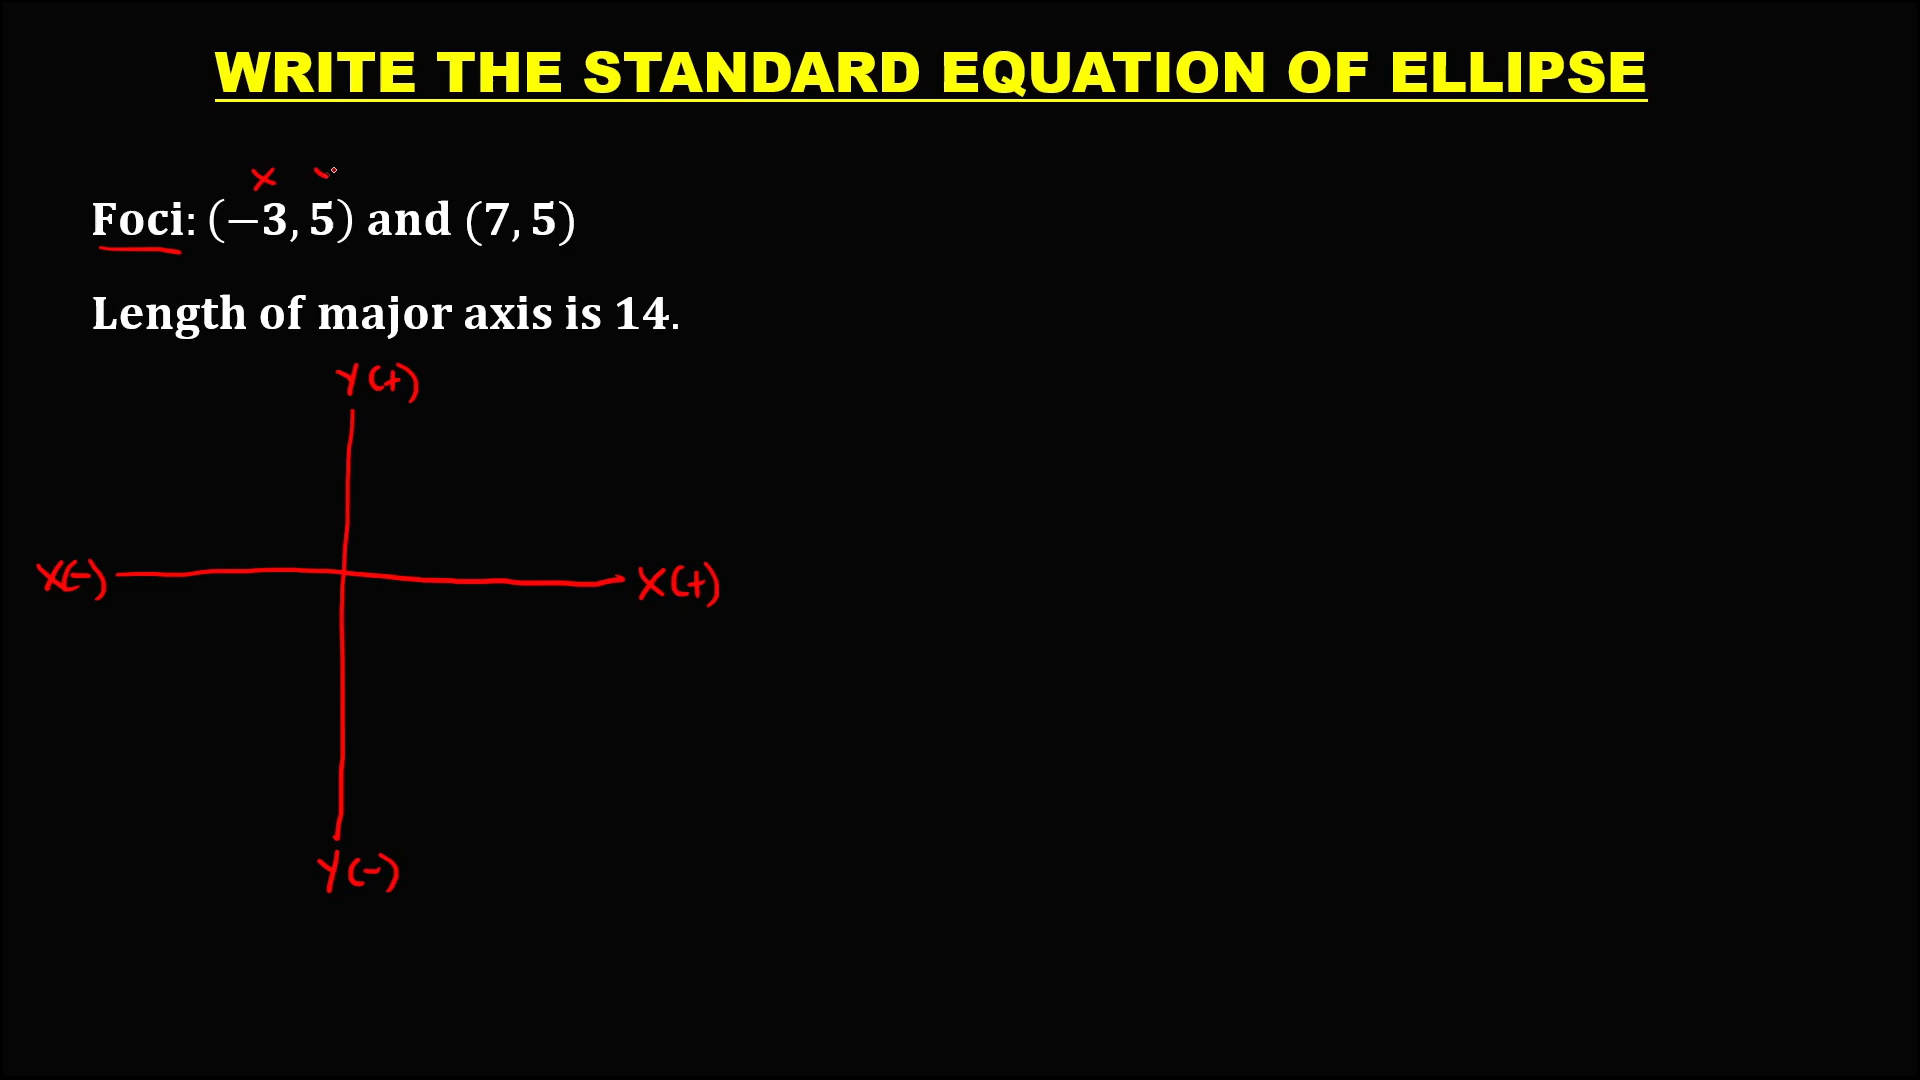 WRITE THE STANDARD EQUATION OF ELLIPSE
x
Foci: (−3, 5) and (7, 5)
Length of major axis is 14.
Y(+)
X(-) X(+)
Y(-)